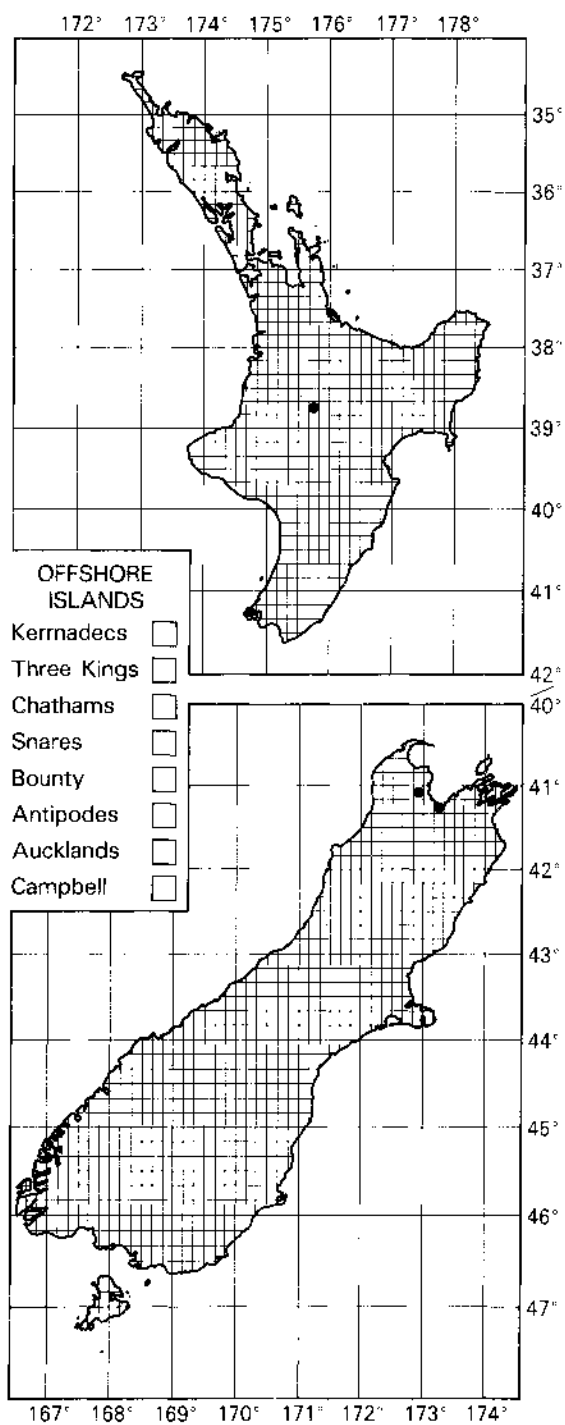 172° 173° 174° 175° 176° 177° 178°
35°
36°
37°
38°
39°
40°
41°
42°
OFFSHORE
ISLANDS
Kermadecs
Three Kings
Chathams
Snares
Bounty
Antipodes
Aucklands
Campbell
40°
41°
42°
43°
44°
45°
46°
47°
167° 168° 169° 170° 171° 172° 173° 174°